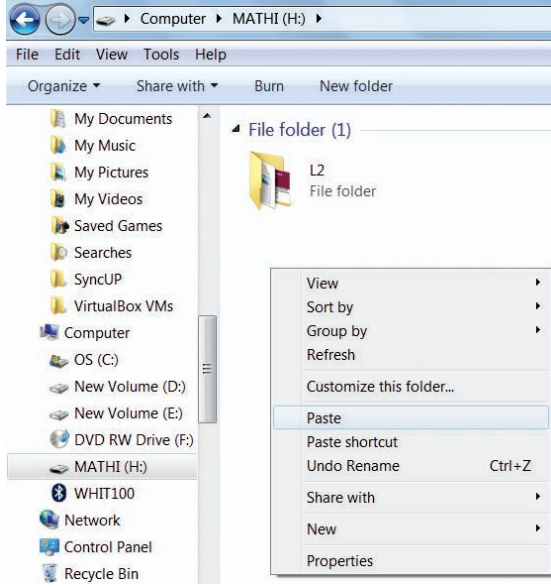 Computer MATHI (H:)
File Edit View Tools Help
Organize Share with Burn New folder
My Documents
My Music
My Pictures
My Videos
Saved Games
Searches
SyncUP
VirtualBox VMs
Computer
OS (C:)
New Volume (D:)
New Volume (E:)
DVD RW Drive (F:)
MATHI (H:)
WHIT100
Network
Control Panel
Recycle Bin
File folder (1)
L2
File folder
View
Sort by
Group by
Refresh
Customize this folder...
Paste
Paste shortcut
Undo Rename Ctrl+Z
Share with
New
Properties